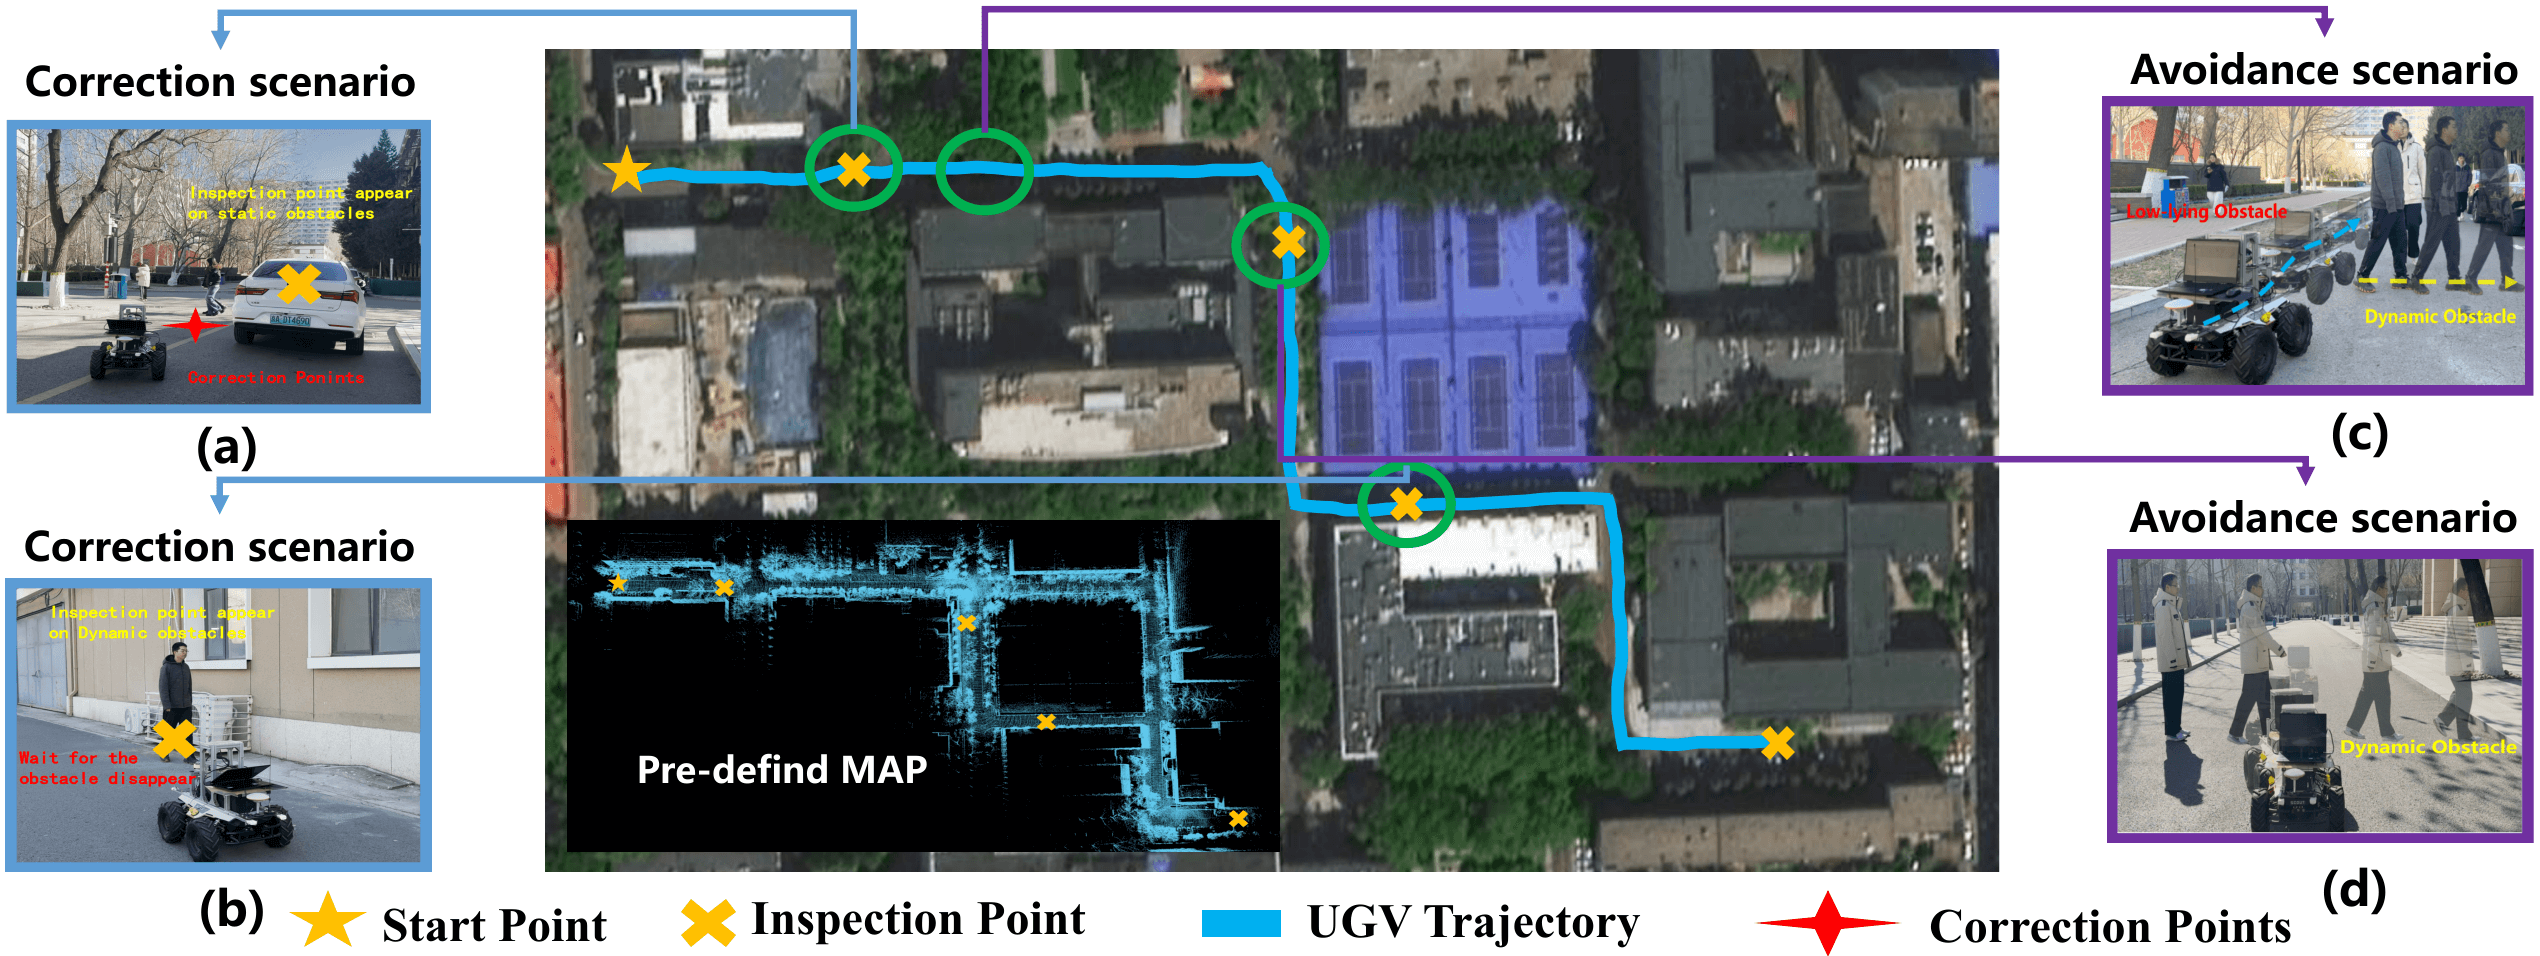 Correction scenario
Inspection point appear
on static obstacles
Correction Poninte
(a)
Correction scenario
Inspection point appear
on Dynamic obstacles
Wait for the
obstacle disappear
(b)
Pre-defind MAP
Avoidance scenario
Low-lying Obstacle
Dynamic Obstacle
(c)
Avoidance scenario
Dynamic Obstacle
(d)
Start Point
Inspection Point
UGV Trajectory
Correction Points